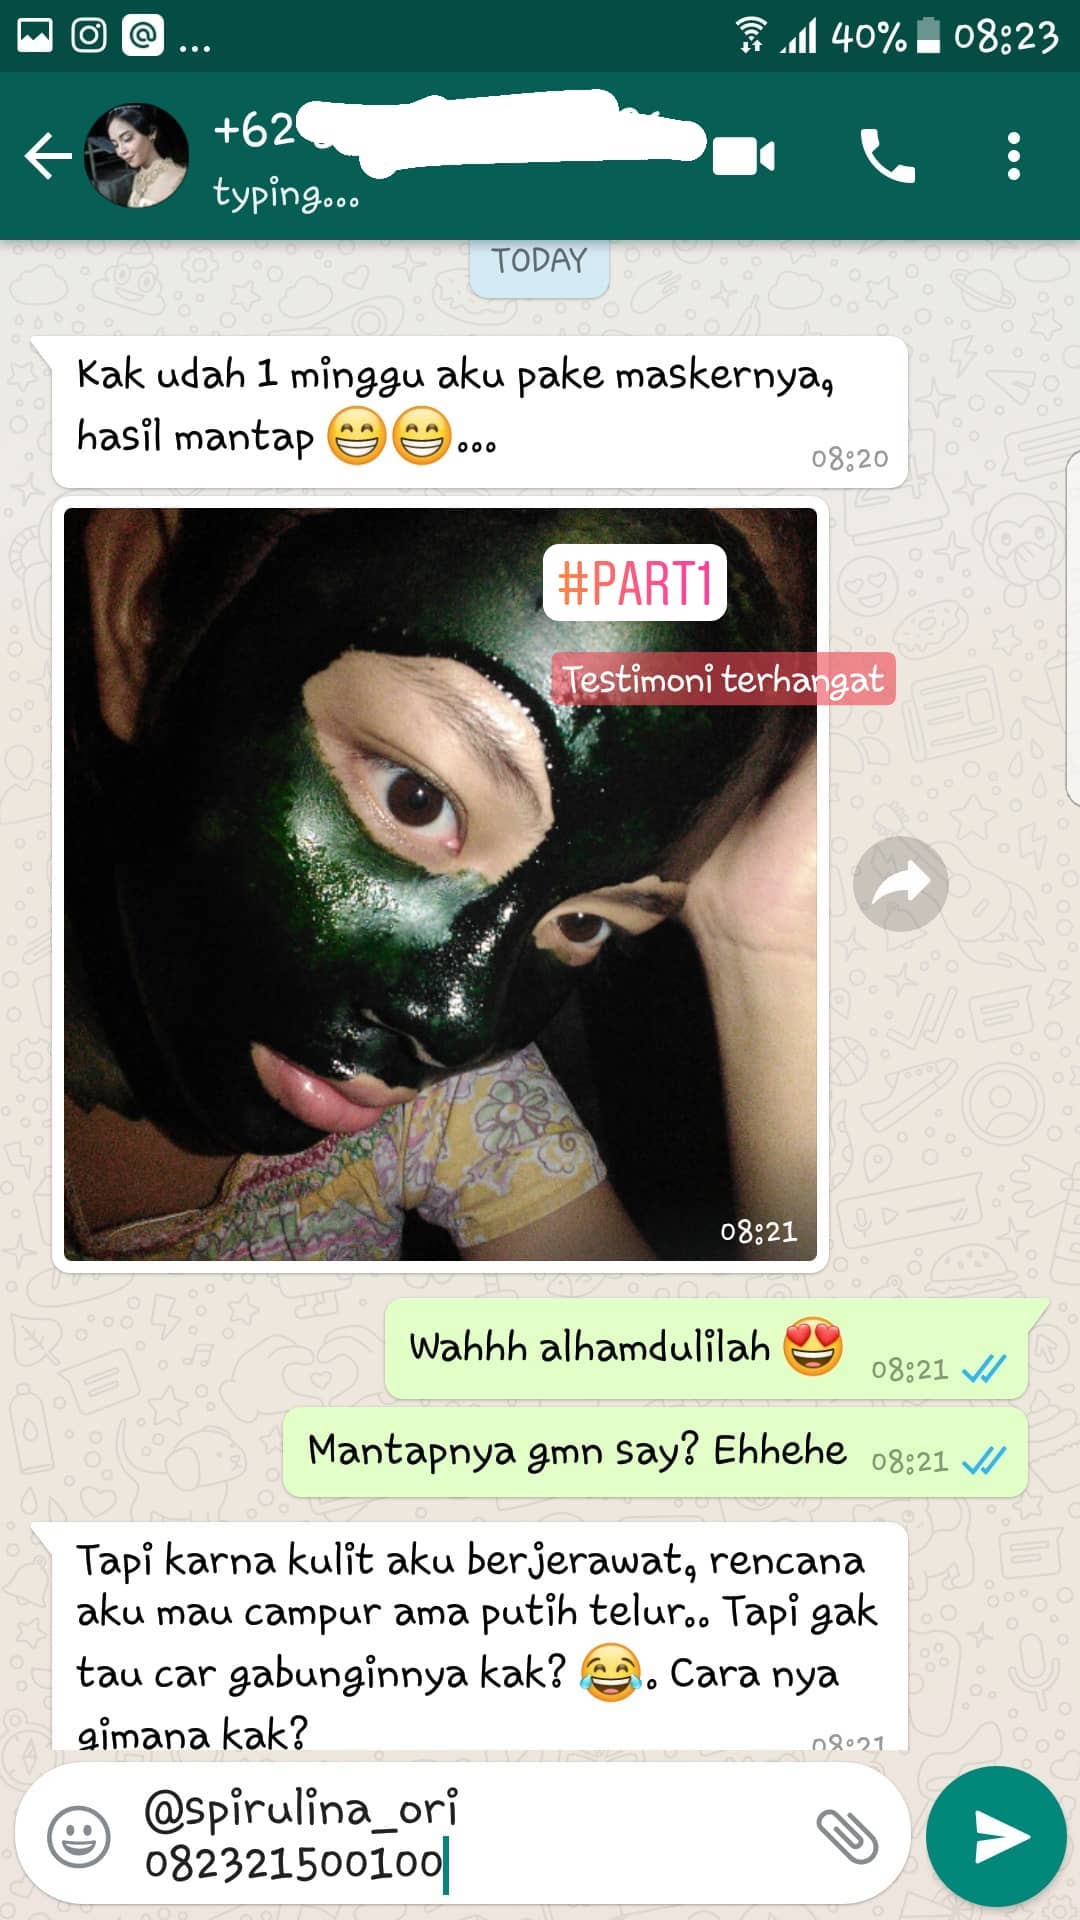 ... 40% 08:23
+62
typing...
TODAY
Kak udah 1 minggu aku pake maskernya,
hasil mantap 😁😁...
08:20
#PART1
Testimoni terhangat
08:21
Wahhh alhamdulilah 😍 08:21
Mantapnya gmn say? Ehhehe 08:21
Tapi karna kulit aku berjerawat, rencana
aku mau campur ama putih telur.. Tapi gak
tau car gabunginnya kak? 😂. Cara nya
gimana kak?
08:21
@spirulina_ori
082321500100